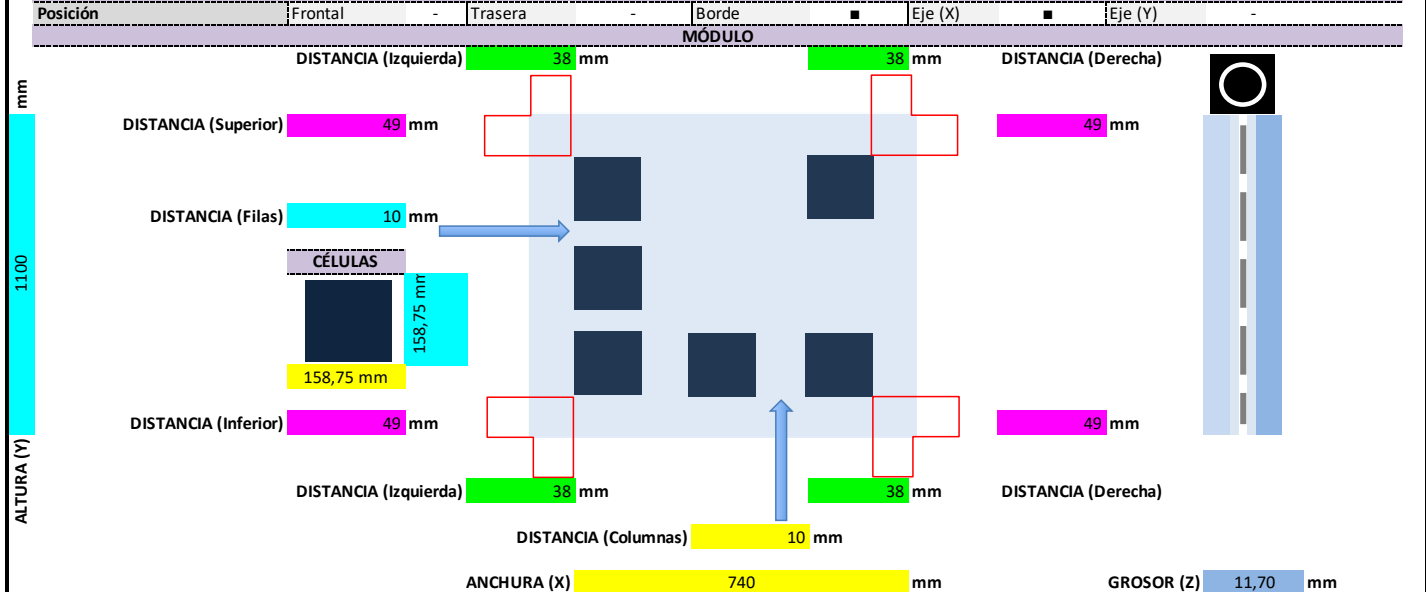 Posición Frontal - Trasera - Borde ■ Eje (X) ■ Eje (Y) -
MÓDULO
DISTANCIA (Izquierda) 38 mm 38 mm DISTANCIA (Derecha)
mm
DISTANCIA (Superior) 49 mm 49 mm
DISTANCIA (Filas) 10 mm
CÉLULAS
1100
158,75 mm
158,75 mm
DISTANCIA (Inferior) 49 mm 49 mm
ALTURA (Y)
DISTANCIA (Izquierda) 38 mm 38 mm DISTANCIA (Derecha)
DISTANCIA (Columnas) 10 mm
ANCHURA (X) 740 mm GROSOR (Z) 11,70 mm